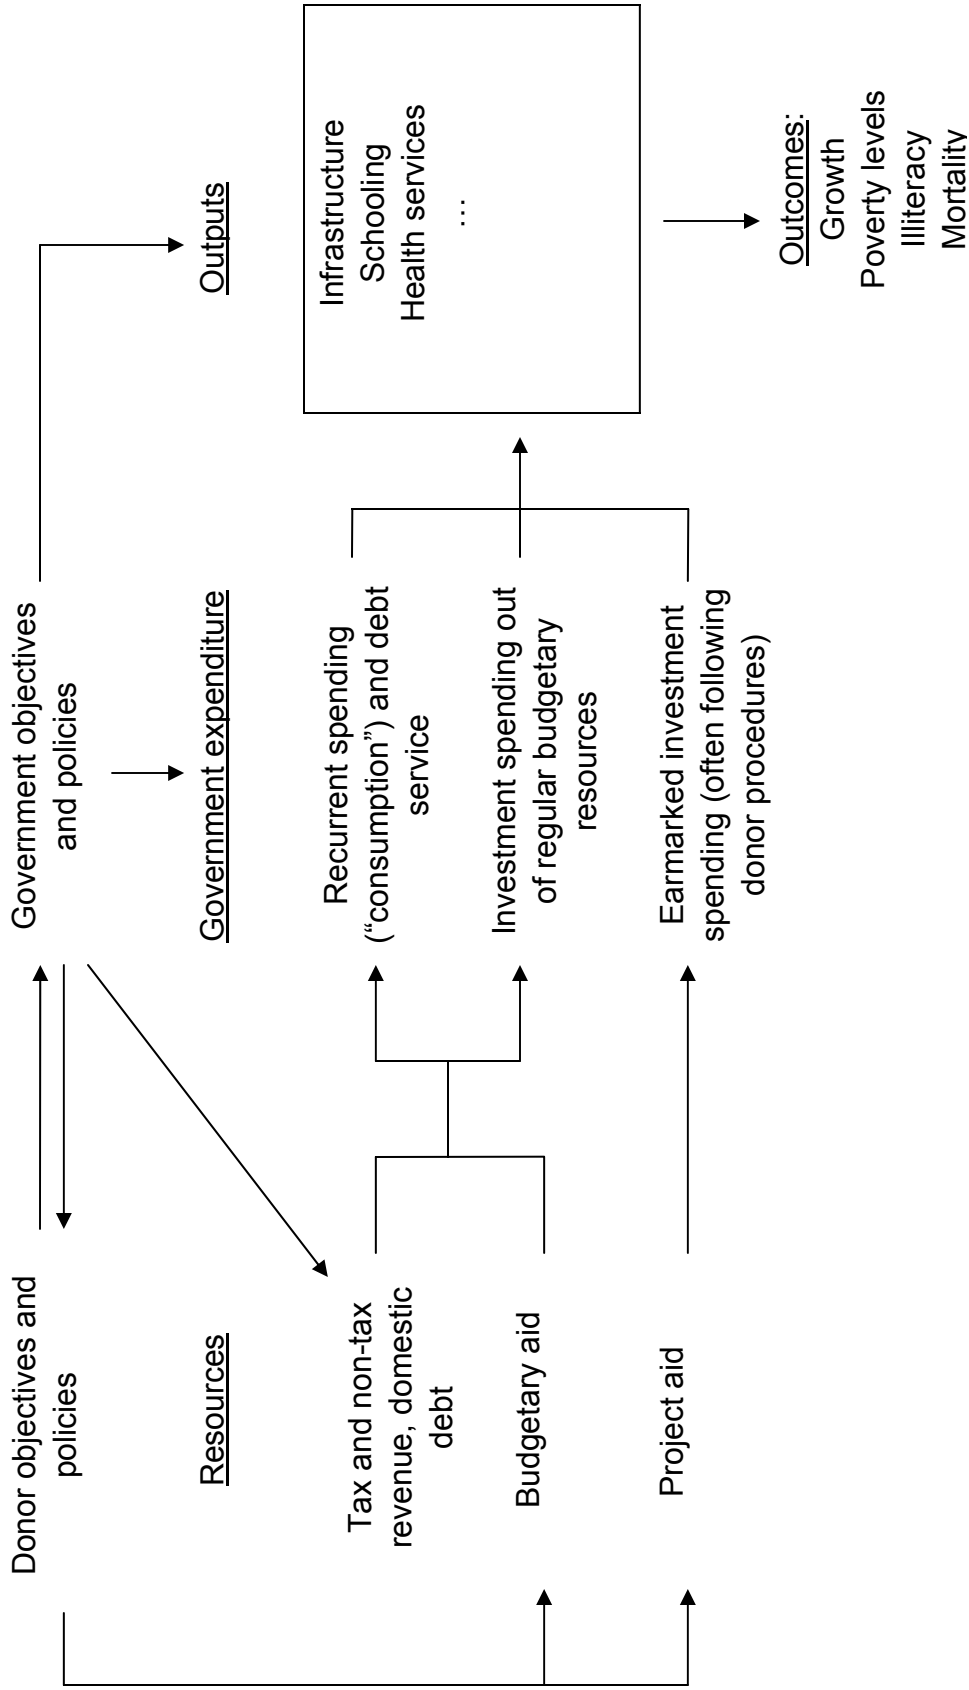 Donor objectives and
policies
Government objectives
and policies
Resources
Government expenditure
Outputs
Tax and non-tax
revenue, domestic
debt
Budgetary aid
Project aid
Recurrent spending
(“consumption”) and debt
service
Investment spending out
of regular budgetary
resources
Earmarked investment
spending (often following
donor procedures)
Infrastructure
Schooling
Health services
…
Outcomes:
Growth
Poverty levels
Illiteracy
Mortality